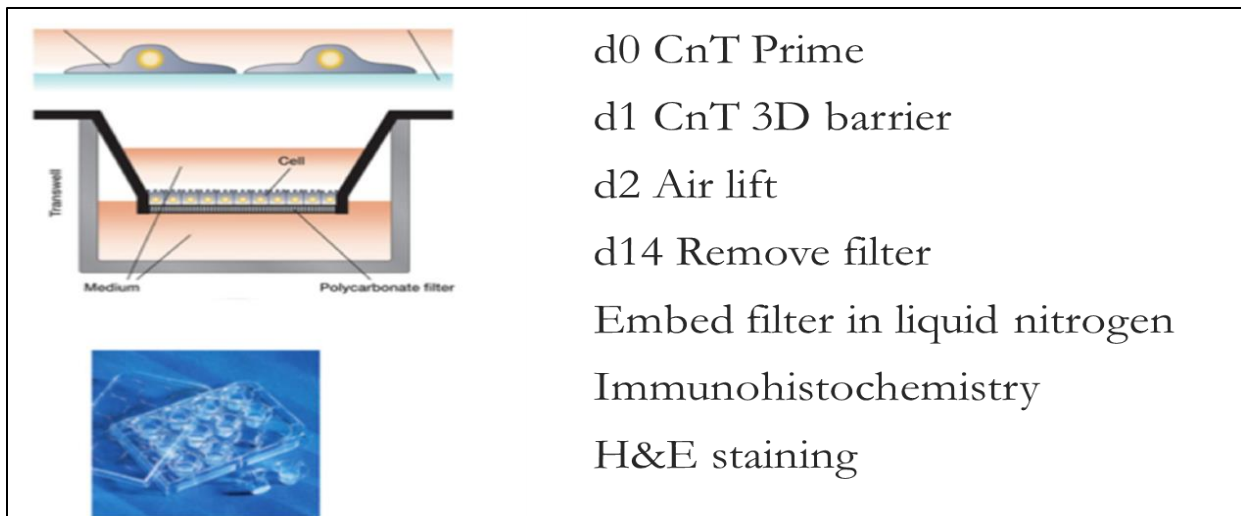 Cell
Transwell
Medium
Polycarbonate filter
d0 CnT Prime
d1 CnT 3D barrier
d2 Air lift
d14 Remove filter
Embed filter in liquid nitrogen
Immunohistochemistry
H&E staining